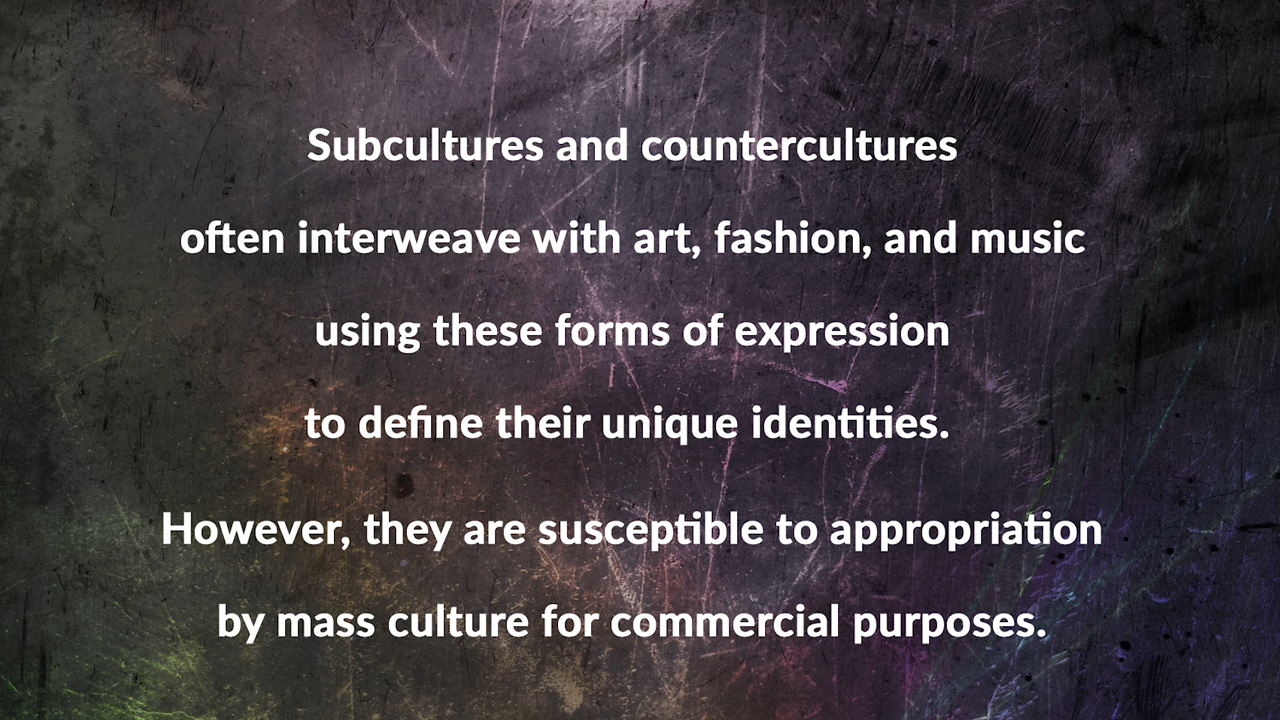 Subcultures and countercultures
often interweave with art, fashion, and music
using these forms of expression
to define their unique identities.
However, they are susceptible to appropriation
by mass culture for commercial purposes.